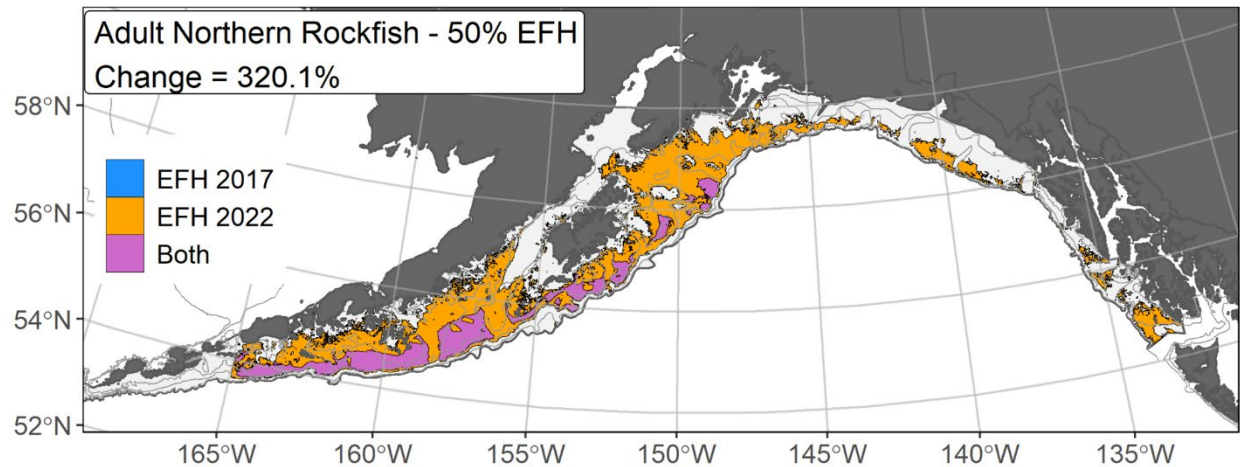 Adult Northern Rockfish - 50% EFH
Change = 320.1%
58°N
EFH 2017
56°N
EFH 2022
Both
54°N
52°N
165°W 160°W 155°W 150°W 145°W 140°W 135°W